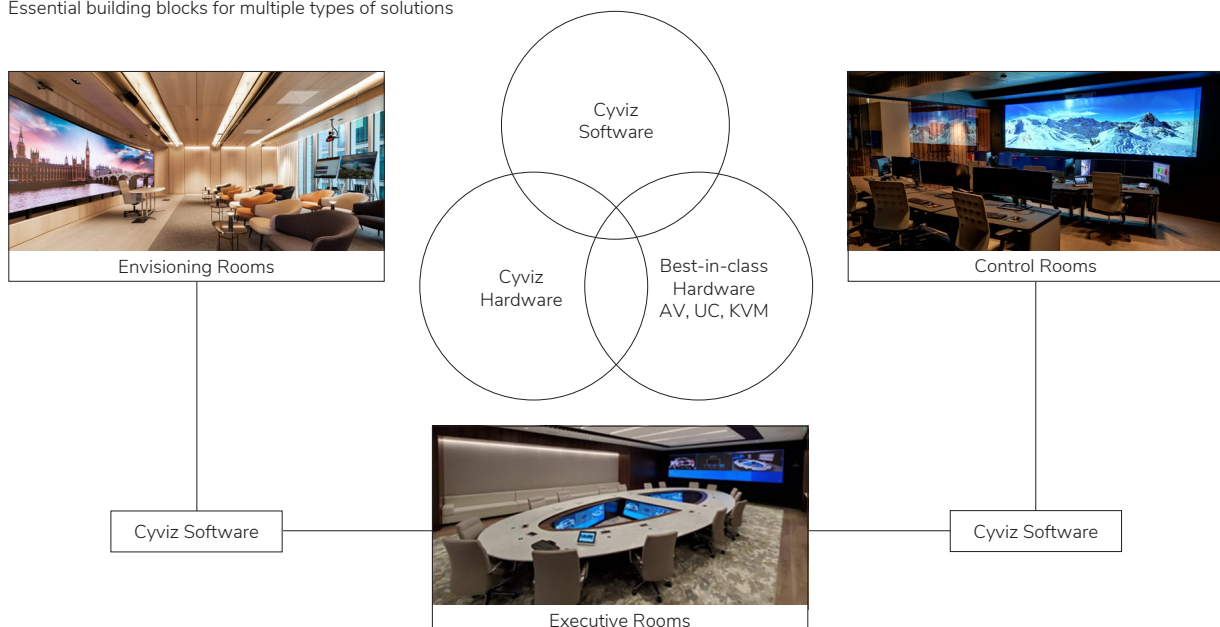 Essential building blocks for multiple types of solutions
Cyviz
Software
Cyviz
Hardware
Best-in-class
Hardware
AV, UC, KVM
Envisioning Rooms
Control Rooms
Cyviz Software
Cyviz Software
Executive Rooms